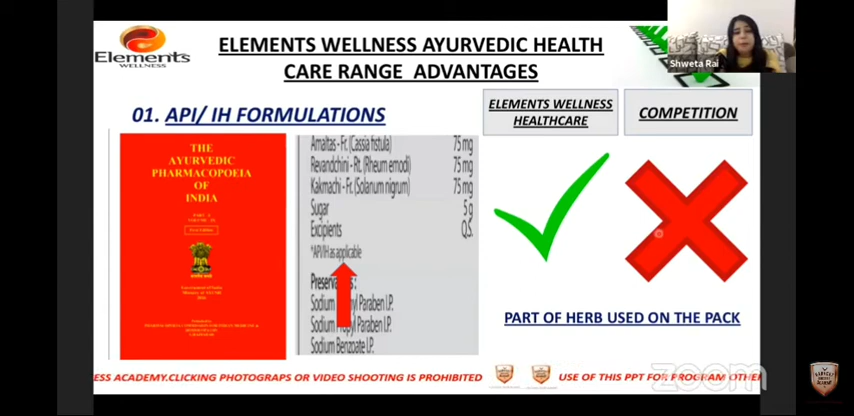 Elements
WELLNESS
ELEMENTS WELLNESS AYURVEDIC HEALTH
CARE RANGE ADVANTAGES
Shweta Rai
01. API/ IH FORMULATIONS
ELEMENTS WELLNESS
HEALTHCARE
COMPETITION
THE
AYURVEDIC
PHARMACOPOEIA
OF
INDIA
Amaltas - Fr. (Cassia fistula) 75 mg
Revandchini - Rt. (Rheum emodi) 75 mg
Kakmachi - Fr. (Solanum nigrum) 75 mg
Sugar 5 g
Excipients Q.S.
*API/IH as applicable
Sodium Paraben I.P.
Sodium Paraben I.P.
Sodium Benzoate I.P.
PART OF HERB USED ON THE PACK
zoom
ESS ACADEMY.CLICKING PHOTOGRAPS OR VIDEO SHOOTING IS PROHIBITED USE OF THIS PPT FOR PROGRAM OTHER